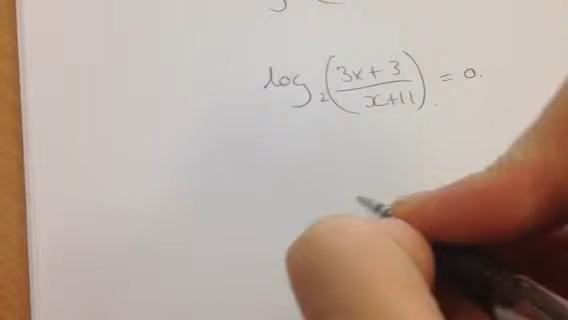 log₂((3x+3)/(x+11)) = 0.